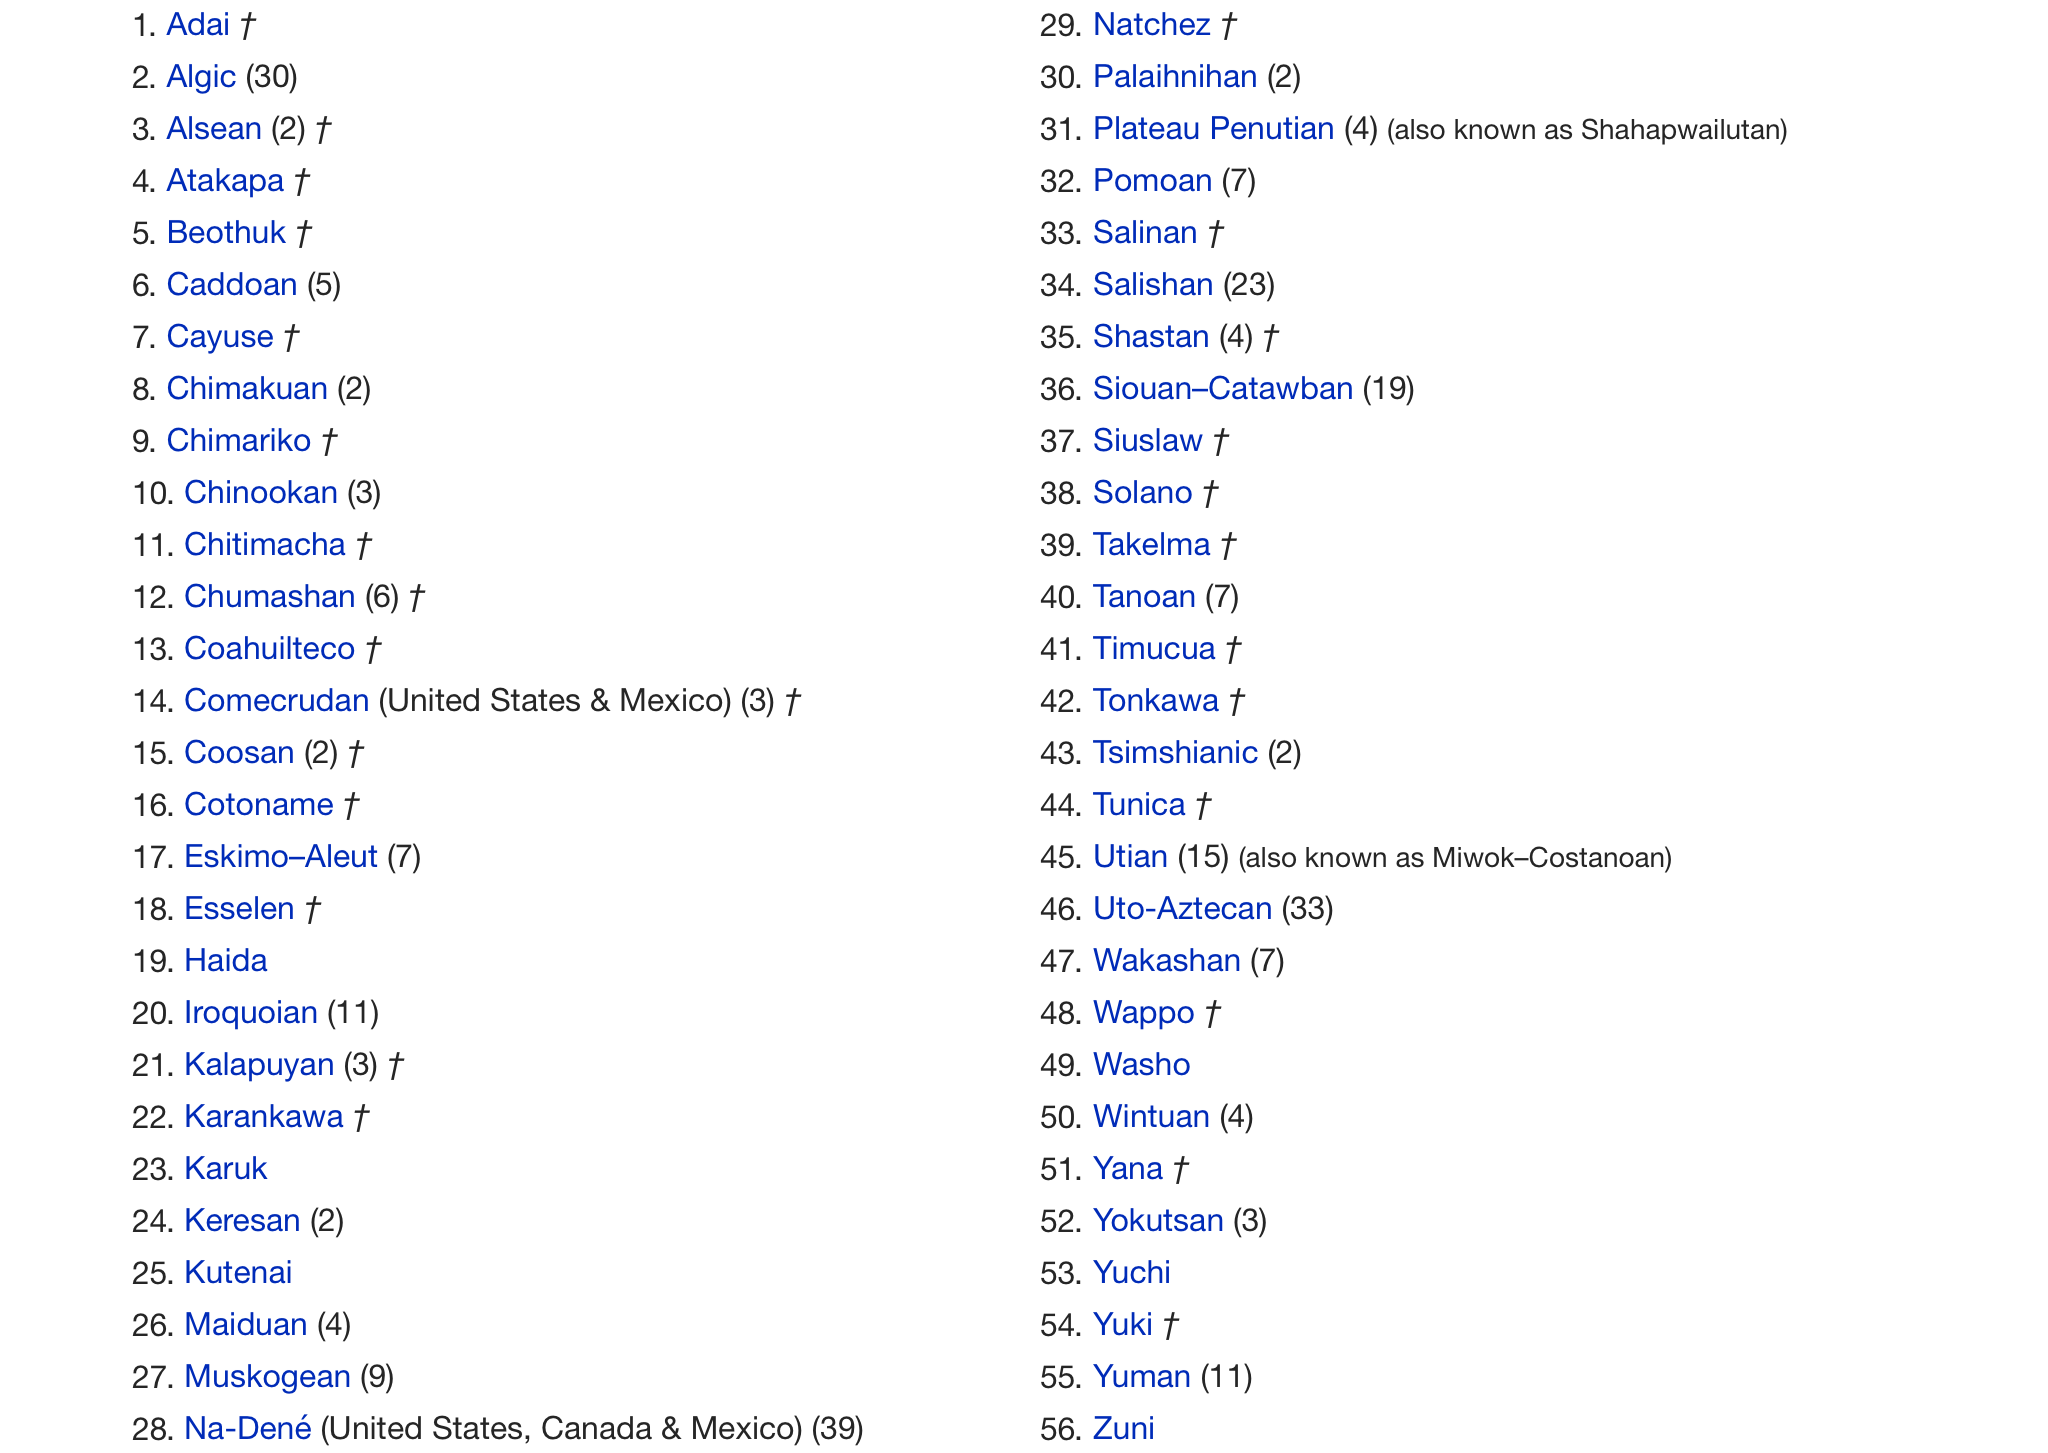 1. Adai †
2. Algic (30)
3. Alsean (2) †
4. Atakapa †
5. Beothuk †
6. Caddoan (5)
7. Cayuse †
8. Chimakuan (2)
9. Chimariko †
10. Chinookan (3)
11. Chitimacha †
12. Chumashan (6) †
13. Coahuilteco †
14. Comecrudan (United States & Mexico) (3) †
15. Coosan (2) †
16. Cotoname †
17. Eskimo–Aleut (7)
18. Esselen †
19. Haida
20. Iroquoian (11)
21. Kalapuyan (3) †
22. Karankawa †
23. Karuk
24. Keresan (2)
25. Kutenai
26. Maiduan (4)
27. Muskogean (9)
28. Na-Dené (United States, Canada & Mexico) (39)
29. Natchez †
30. Palaihnihan (2)
31. Plateau Penutian (4) (also known as Shahapwailutan)
32. Pomoan (7)
33. Salinan †
34. Salishan (23)
35. Shastan (4) †
36. Siouan–Catawban (19)
37. Siuslaw †
38. Solano †
39. Takelma †
40. Tanoan (7)
41. Timucua †
42. Tonkawa †
43. Tsimshianic (2)
44. Tunica †
45. Utian (15) (also known as Miwok–Costanoan)
46. Uto-Aztecan (33)
47. Wakashan (7)
48. Wappo †
49. Washo
50. Wintuan (4)
51. Yana †
52. Yokutsan (3)
53. Yuchi
54. Yuki †
55. Yuman (11)
56. Zuni